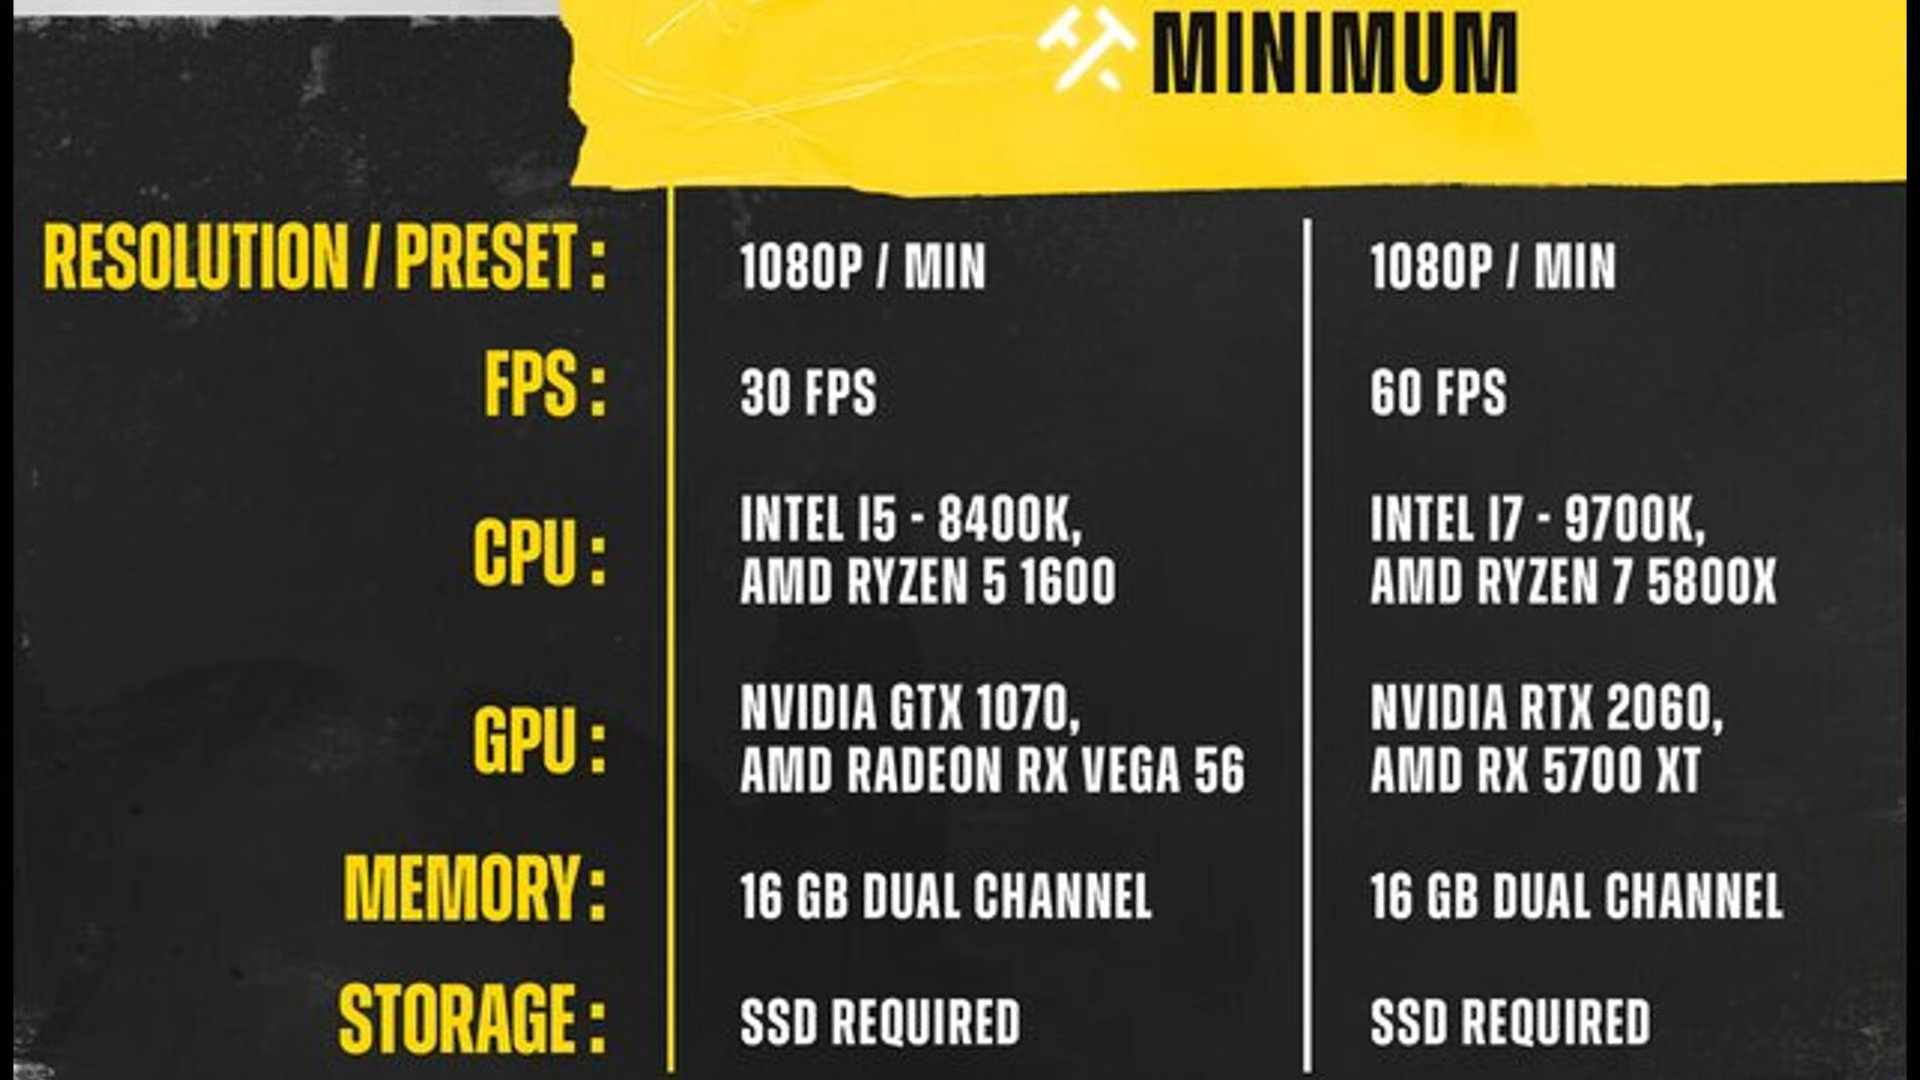 MINIMUM
RESOLUTION / PRESET : 1080P / MIN 1080P / MIN
FPS : 30 FPS 60 FPS
CPU : INTEL I5 - 8400K, INTEL I7 - 9700K,
AMD RYZEN 5 1600 AMD RYZEN 7 5800X
GPU : NVIDIA GTX 1070, NVIDIA RTX 2060,
AMD RADEON RX VEGA 56 AMD RX 5700 XT
MEMORY : 16 GB DUAL CHANNEL 16 GB DUAL CHANNEL
STORAGE : SSD REQUIRED SSD REQUIRED